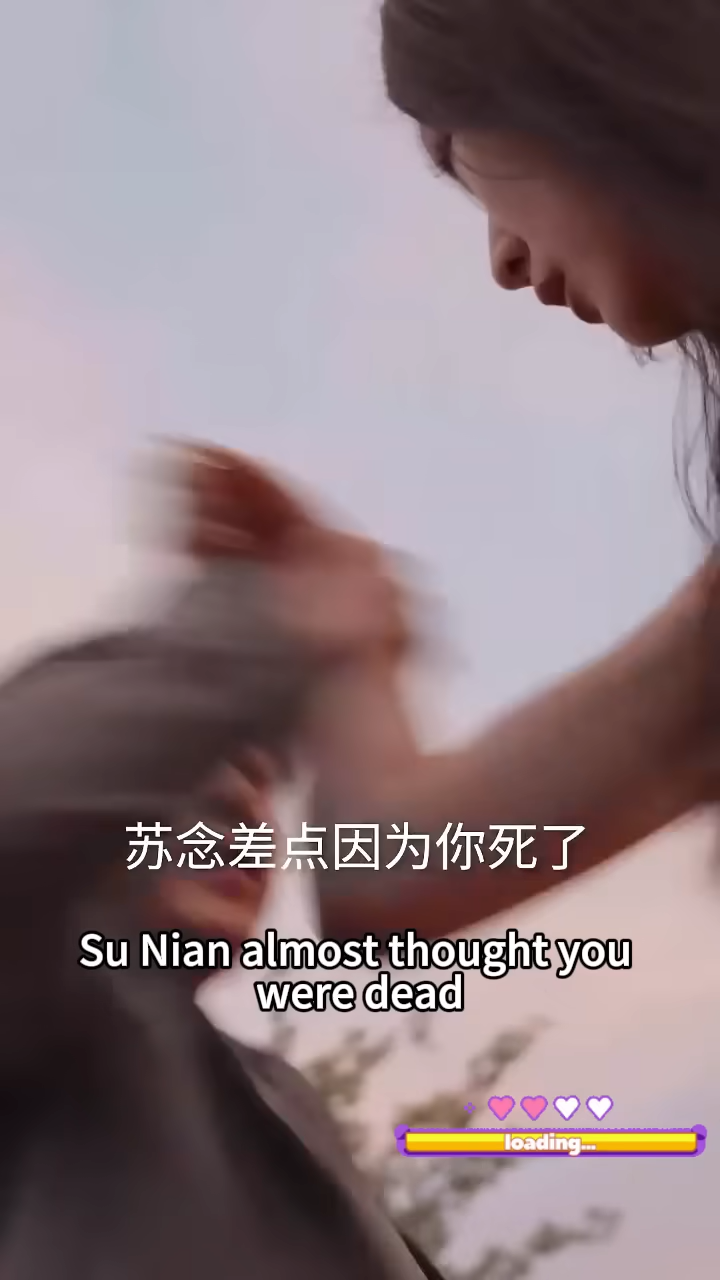 苏念差点因为你死了
Su Nian almost thought you
were dead
loading...